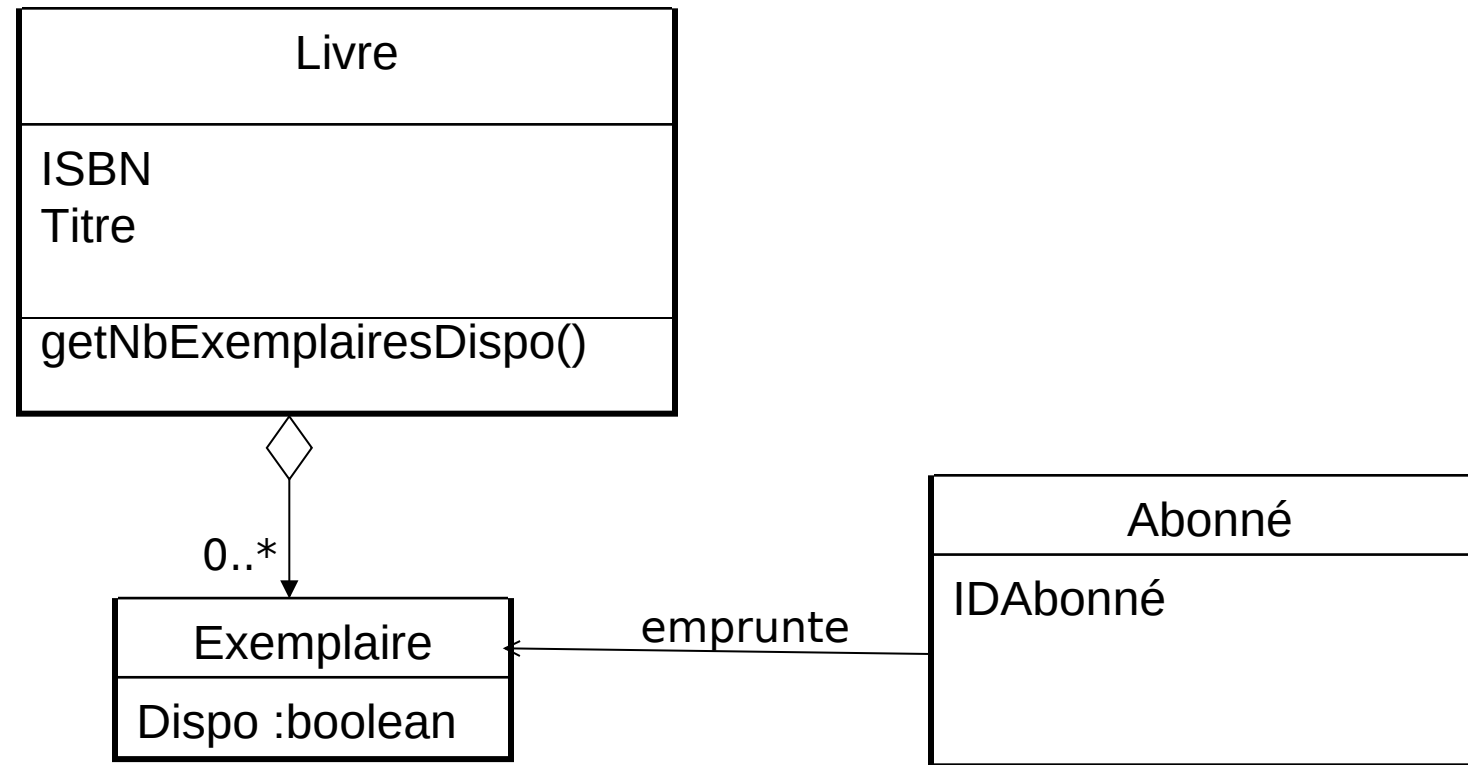 Livre
ISBN
Titre
getNbExemplairesDispo()
0..*
Exemplaire
Dispo :boolean
emprunte
Abonné
IDAbonné